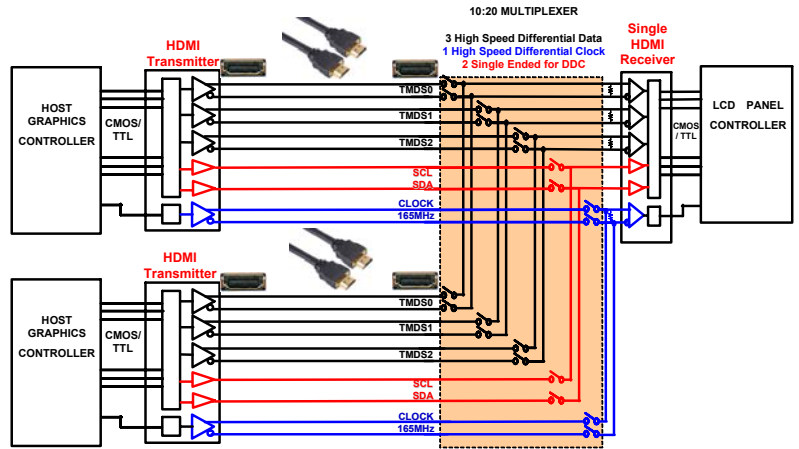 10:20 MULTIPLEXER
3 High Speed Differential Data
1 High Speed Differential Clock
2 Single Ended for DDC
HDMI
Transmitter
Single
HDMI
Receiver
HOST
GRAPHICS
CONTROLLER
CMOS/
TTL
TMDS0
TMDS1
TMDS2
SCL
SDA
CLOCK
165MHz
CMOS
/ TTL
LCD PANEL
CONTROLLER
HDMI
Transmitter
HOST
GRAPHICS
CONTROLLER
CMOS/
TTL
TMDS0
TMDS1
TMDS2
SCL
SDA
CLOCK
165MHz